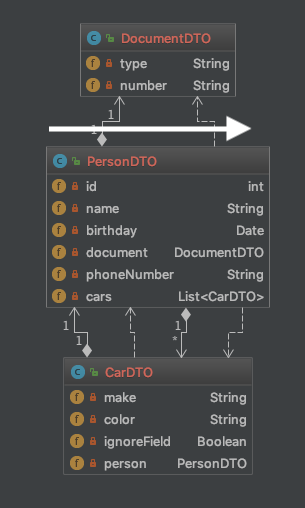 DocumentDTO
type String
number String
1
1
PersonDTO
id int
name String
birthday Date
document DocumentDTO
phoneNumber String
cars List<CarDTO>
1 1
1 *
CarDTO
make String
color String
ignoreField Boolean
person PersonDTO